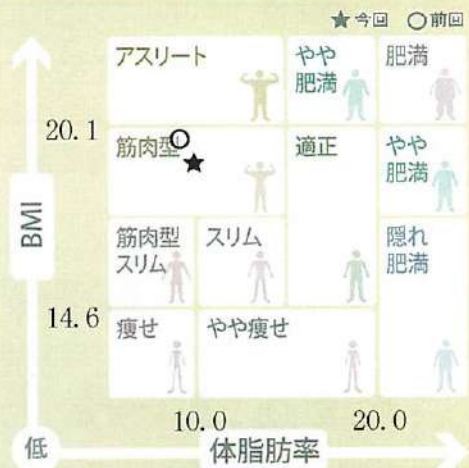 ★今回 ○前回
アスリート
やや
肥満
肥満
20.1
筋肉型
適正
やや
肥満
BMI
筋肉型
スリム
スリム
隠れ
肥満
14.6
痩せ
やや痩せ
10.0
20.0
低
体脂肪率